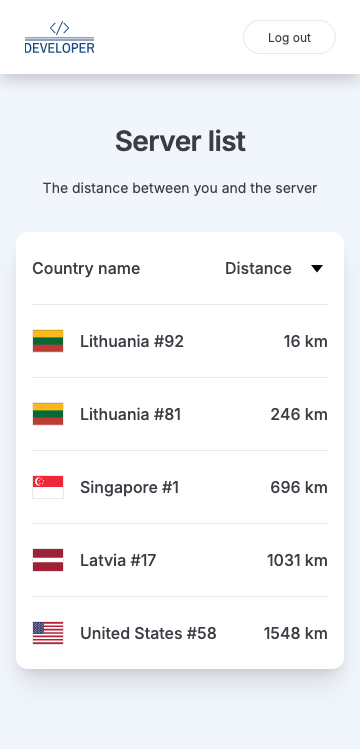 DEVELOPER
Log out
Server list
The distance between you and the server
Country name Distance
Lithuania #92 16 km
Lithuania #81 246 km
Singapore #1 696 km
Latvia #17 1031 km
United States #58 1548 km